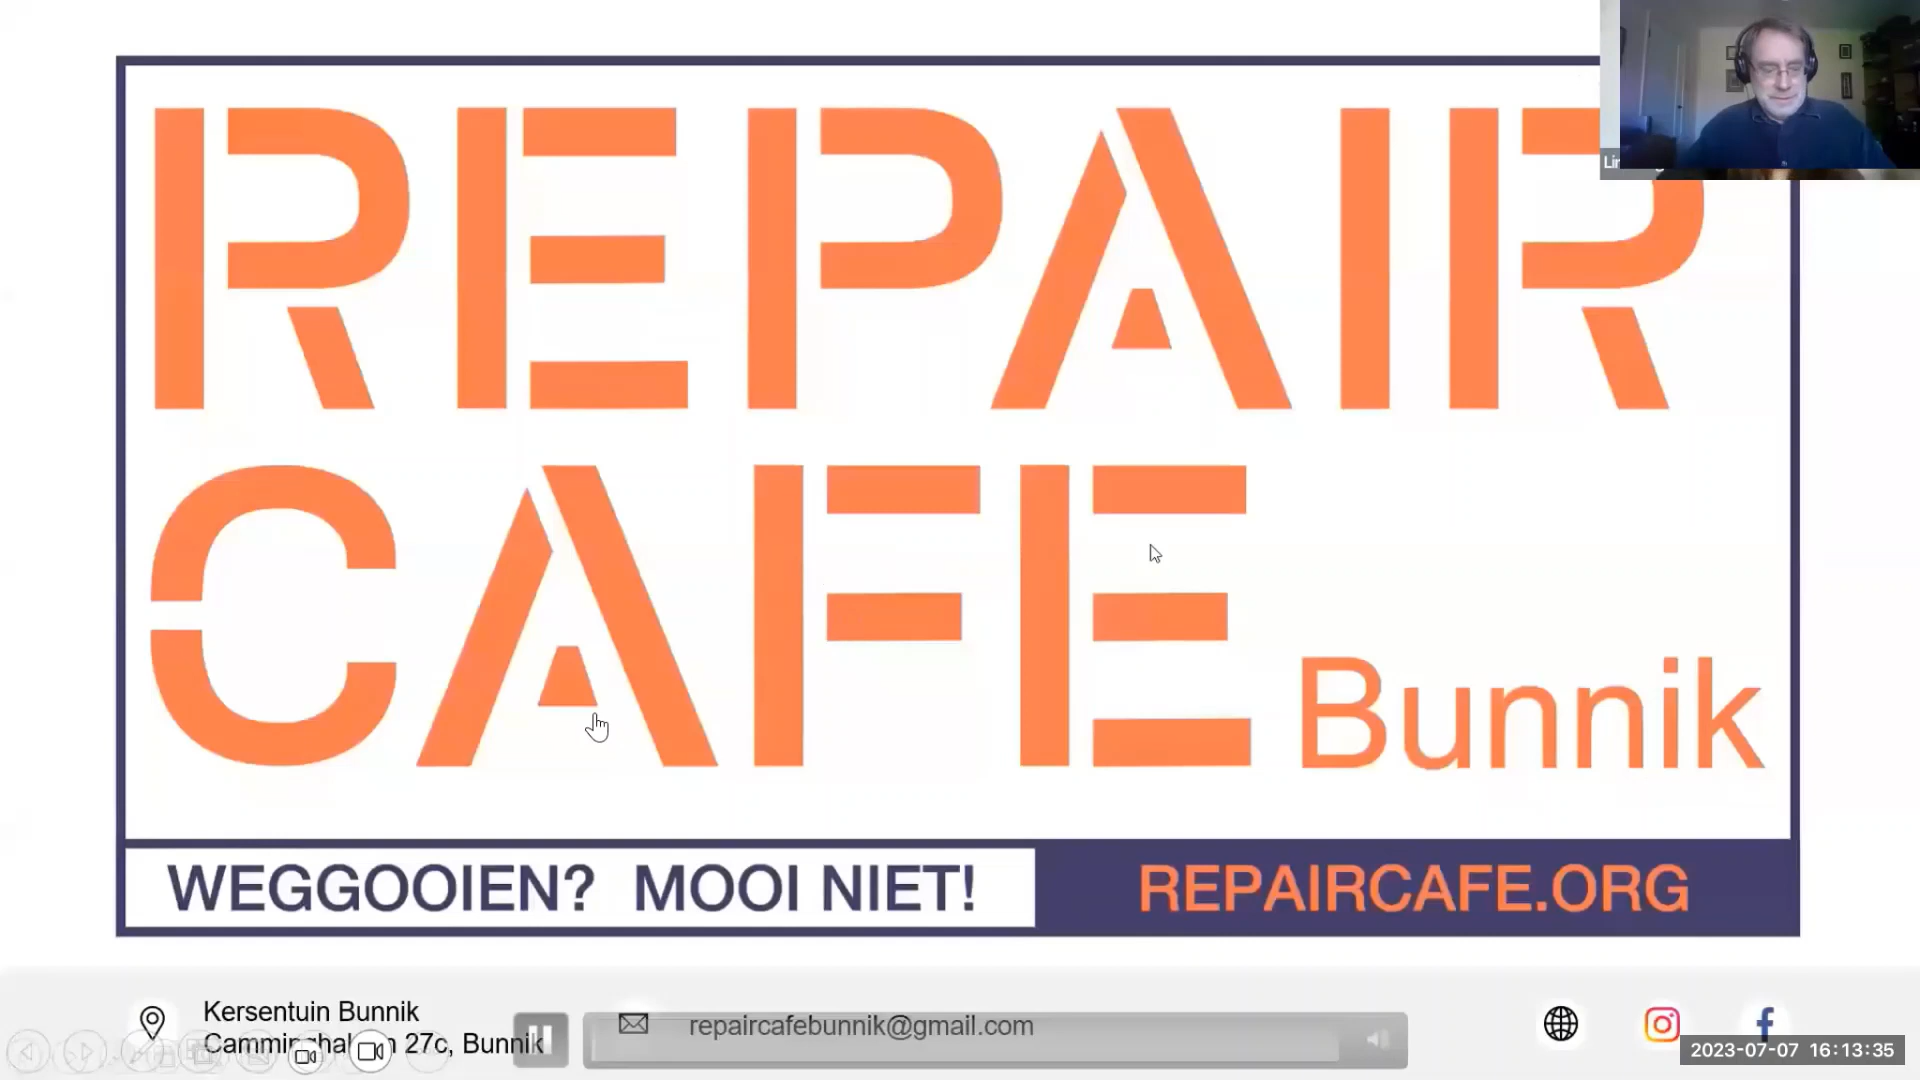 REPAIR
CAFE Bunnik
WEGGOOIEN? MOOI NIET!
REPAIRCAFE.ORG
Kersentuin Bunnik
27c, Bunnik
repaircafebunnik@gmail.com
2023-07-07 16:13:35